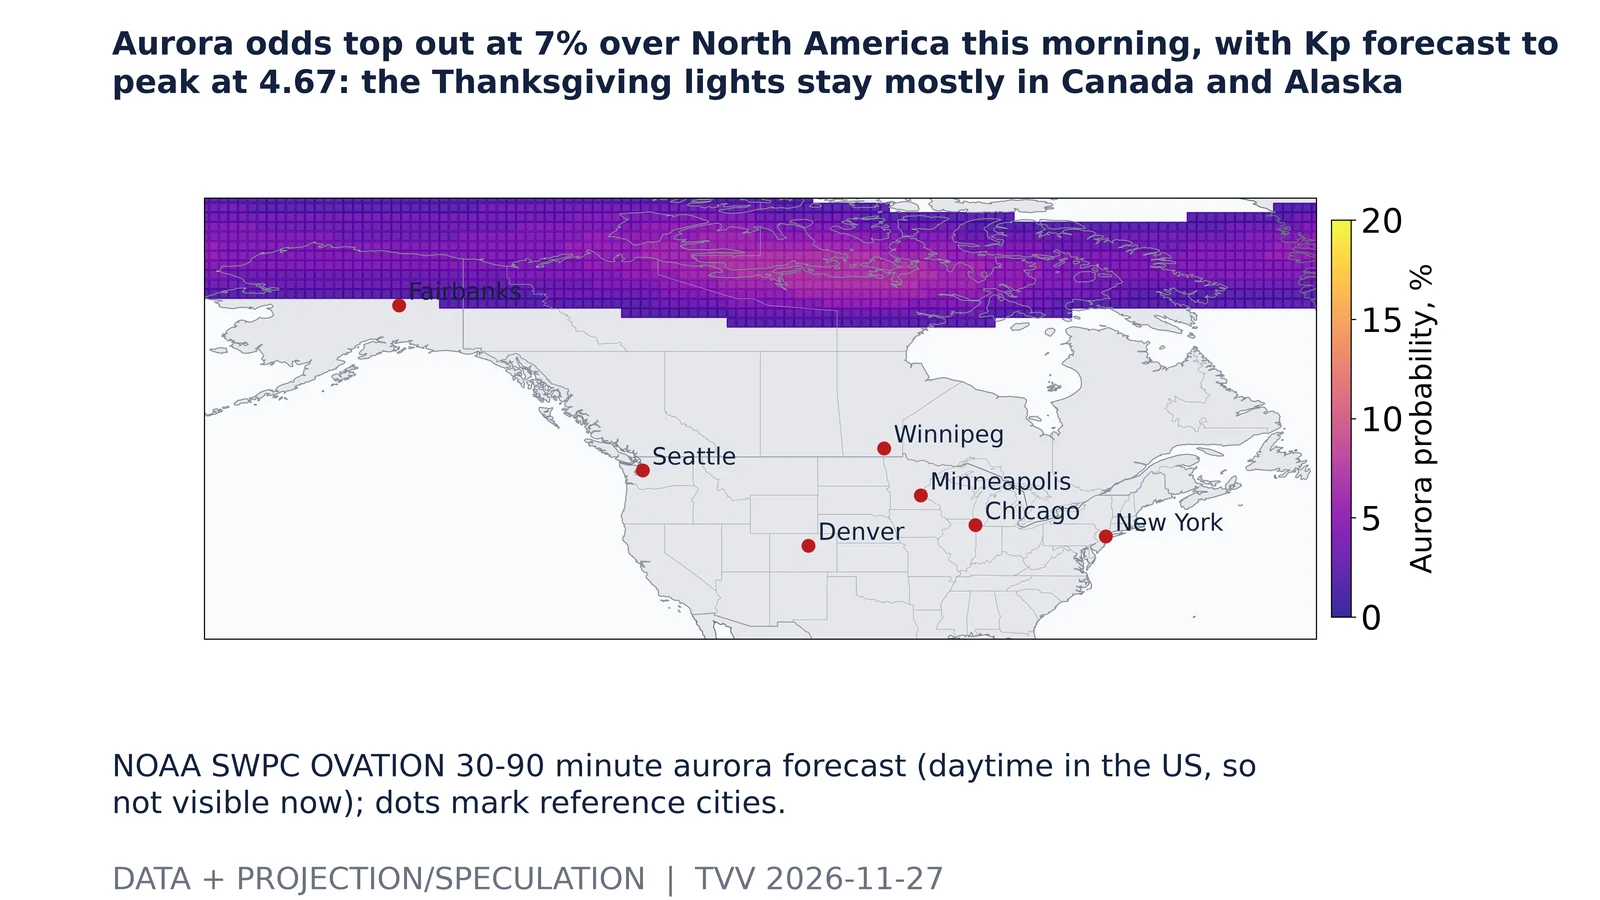 Aurora odds top out at 7% over North America this morning, with Kp forecast to
peak at 4.67: the Thanksgiving lights stay mostly in Canada and Alaska
Fairbanks
Winnipeg
Seattle
Minneapolis
Chicago
New York
Denver
20
15
10
5
0
Aurora probability, %
NOAA SWPC OVATION 30-90 minute aurora forecast (daytime in the US, so
not visible now); dots mark reference cities.
DATA + PROJECTION/SPECULATION | TVV 2026-11-27